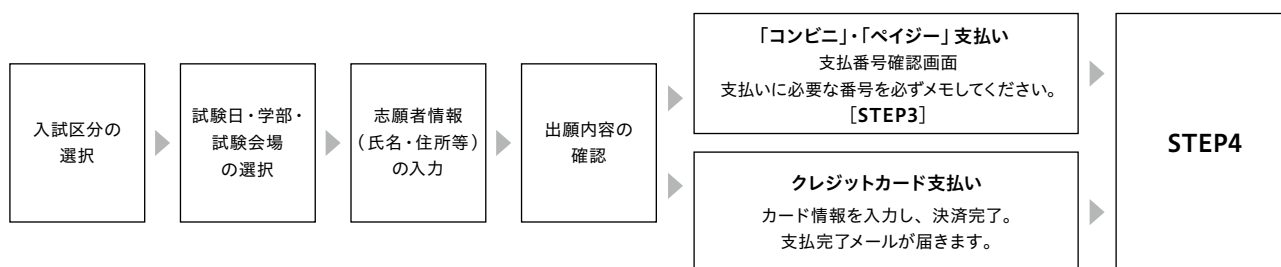 入試区分の
選択
試験日・学部・
試験会場
の選択
志願者情報
(氏名・住所等)
の入力
出願内容の
確認
「コンビニ」・「ペイジー」支払い
支払番号確認画面
支払いに必要な番号を必ずメモしてください。
［STEP3］
クレジットカード支払い
カード情報を入力し、決済完了。
支払完了メールが届きます。
STEP4